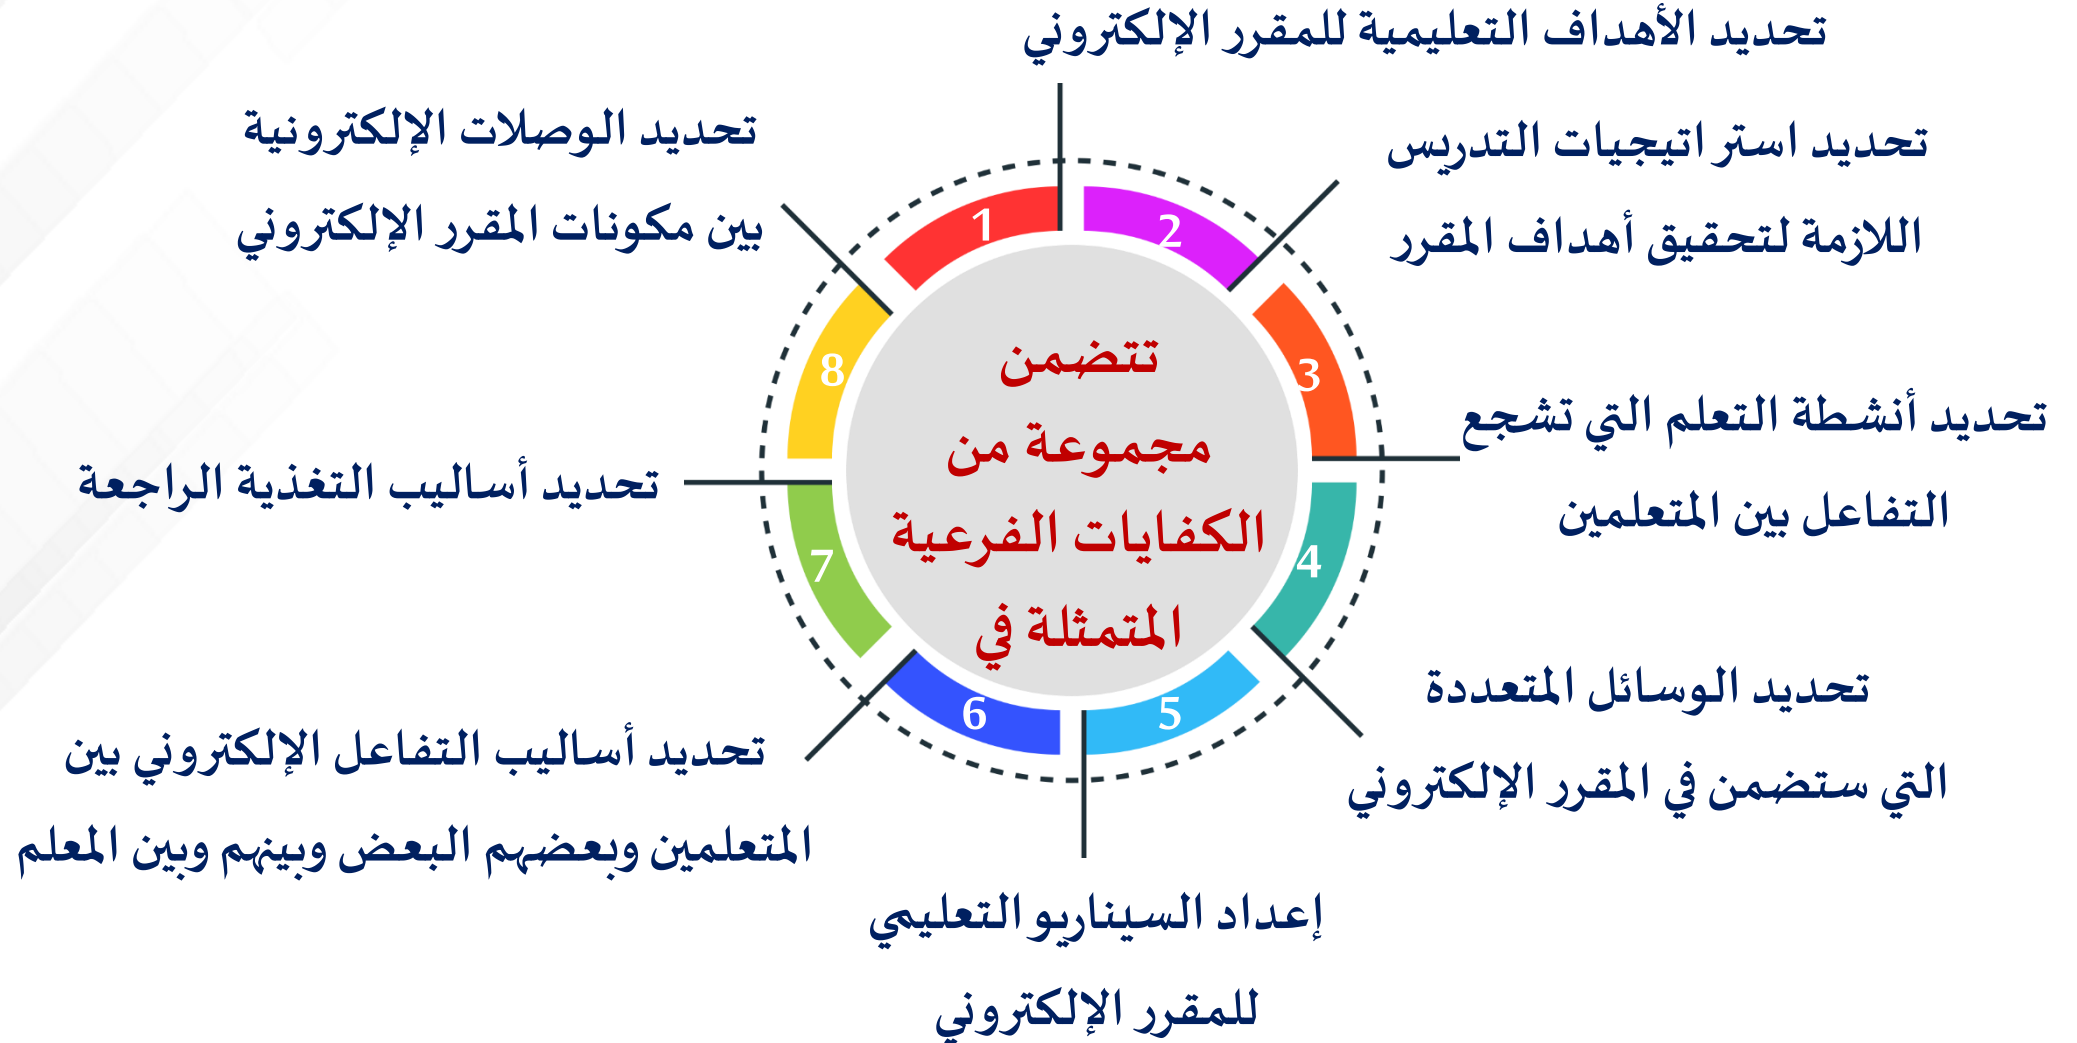 تتضمن
مجموعة من
الكفايات الفرعية
المتمثلة في
1
تحديد الأهداف التعليمية للمقرر الإلكتروني
2
تحديد استراتيجيات التدريس
اللازمة لتحقيق أهداف المقرر
3
تحديد أنشطة التعلم التي تشجع
التفاعل بين المتعلمين
4
تحديد الوسائل المتعددة
التي ستضمن في المقرر الإلكتروني
5
إعداد السيناريو التعليمي
للمقرر الإلكتروني
6
تحديد أساليب التفاعل الإلكتروني بين
المتعلمين وبعضهم البعض وبينهم وبين المعلم
7
تحديد أساليب التغذية الراجعة
8
تحديد الوصلات الإلكترونية
بين مكونات المقرر الإلكتروني